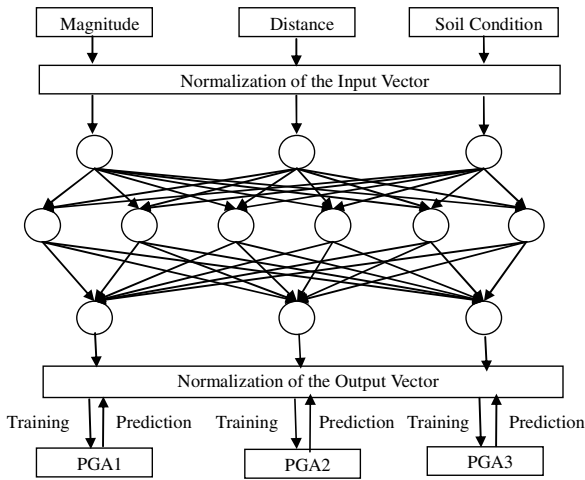 Magnitude Distance Soil Condition
Normalization of the Input Vector
Normalization of the Output Vector
Training Prediction Training Prediction Training Prediction
PGA1 PGA2 PGA3